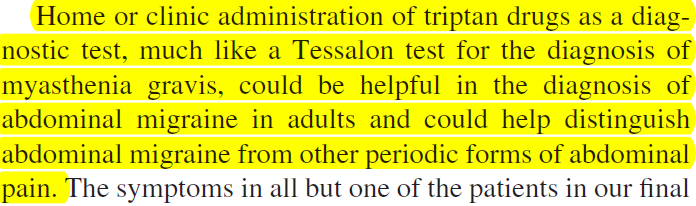 Home or clinic administration of triptan drugs as a diag-
nostic test, much like a Tessalon test for the diagnosis of
myasthenia gravis, could be helpful in the diagnosis of
abdominal migraine in adults and could help distinguish
abdominal migraine from other periodic forms of abdominal
pain. The symptoms in all but one of the patients in our final